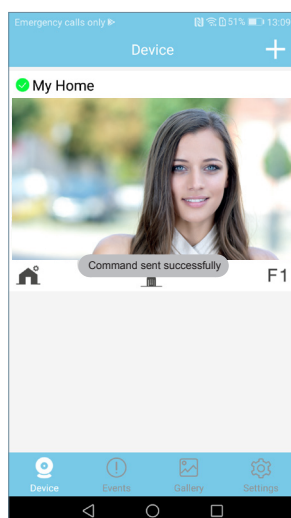 Emergency calls only
51% 13:09
Device
My Home
Command sent successfully
F1
Device Events Gallery Settings